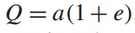 Q = a(1 + e).